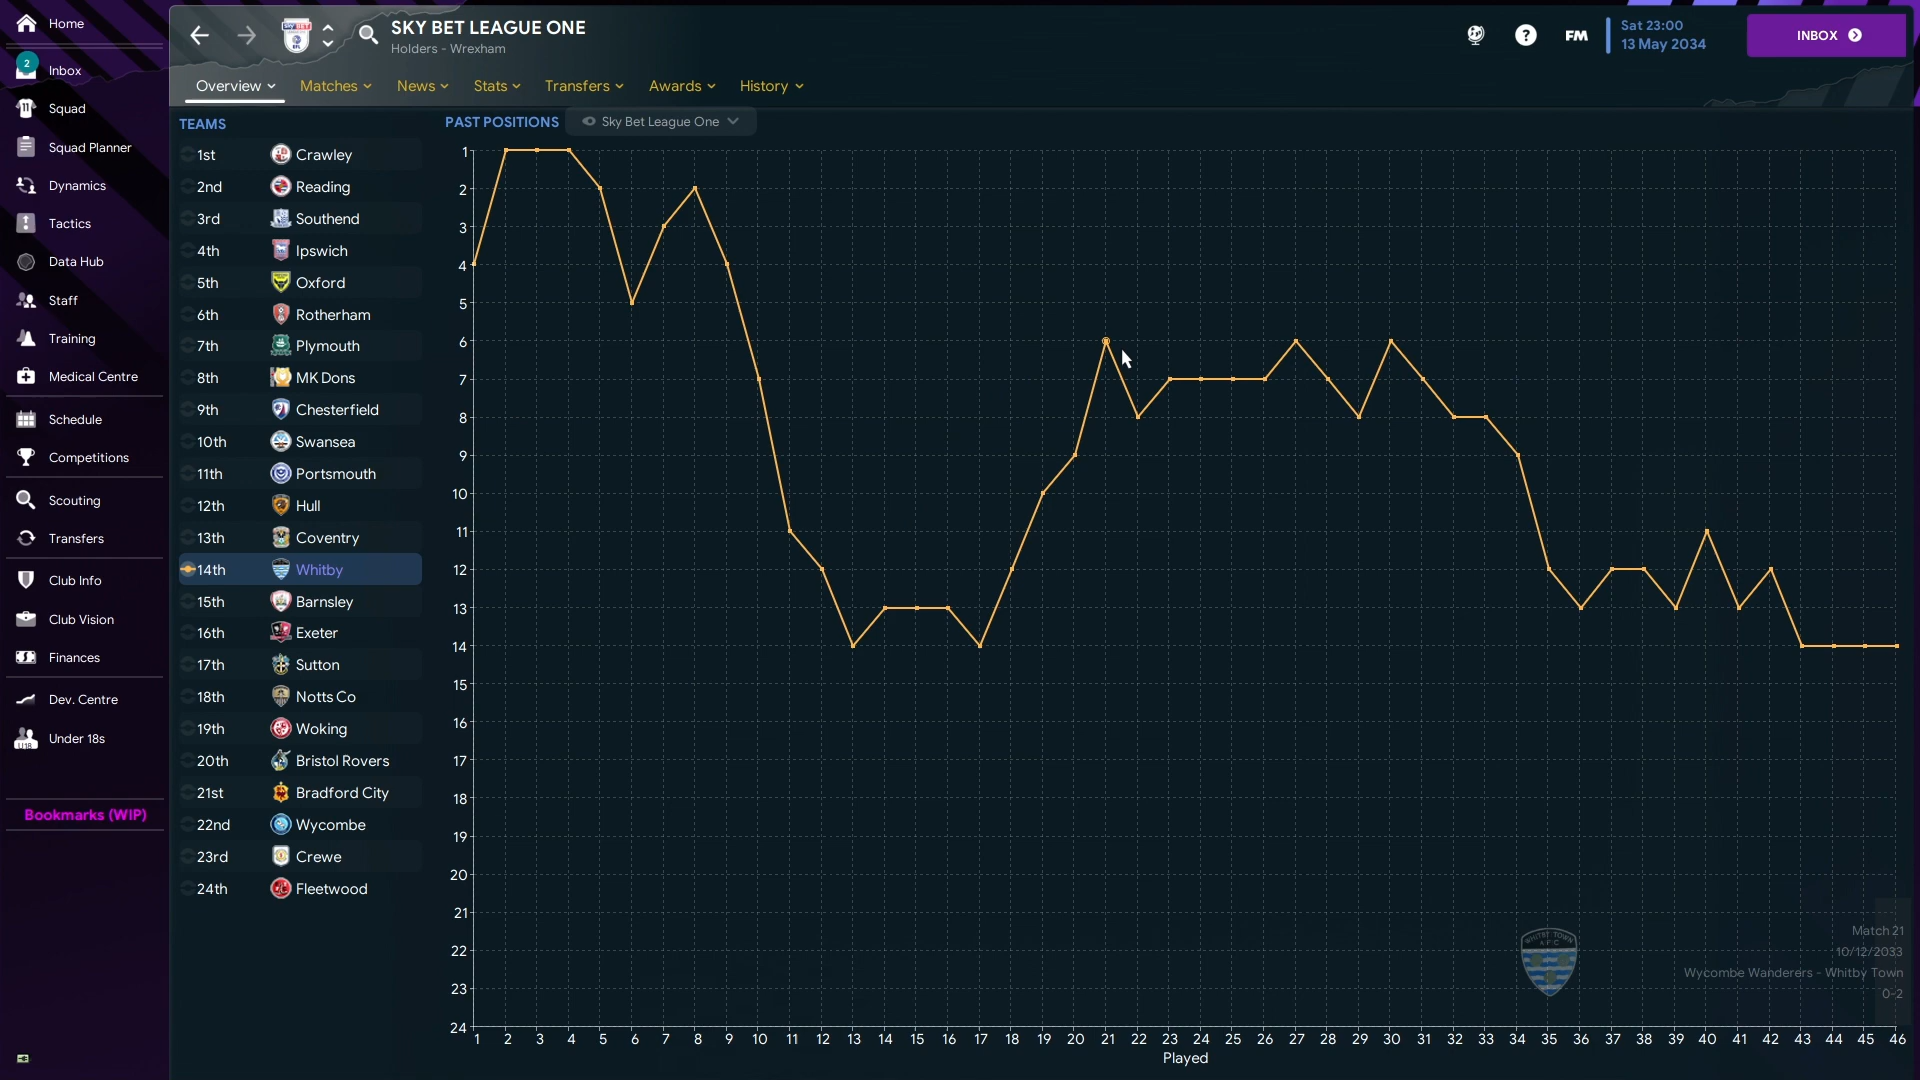 Home
2
Inbox
Squad
Squad Planner
Dynamics
Tactics
Data Hub
Staff
Training
Medical Centre
Schedule
Competitions
Scouting
Transfers
Club Info
Club Vision
Finances
Dev. Centre
U18
Under 18s
Bookmarks (WIP)
SKY BET
EFL
SKY BET LEAGUE ONE
Holders - Wrexham
?
FM
Sat 23:00
13 May 2034
INBOX
Overview
Matches
News
Stats
Transfers
Awards
History
TEAMS
1st Crawley
2nd Reading
3rd Southend
4th Ipswich
5th Oxford
6th Rotherham
7th Plymouth
8th MK Dons
9th Chesterfield
10th Swansea
11th Portsmouth
12th Hull
13th Coventry
14th Whitby
15th Barnsley
16th Exeter
17th Sutton
18th Notts Co
19th Woking
20th Bristol Rovers
21st Bradford City
22nd Wycombe
23rd Crewe
24th Fleetwood
PAST POSITIONS
Sky Bet League One
1
2
3
4
5
6
7
8
9
10
11
12
13
14
15
16
17
18
19
20
21
22
23
24
1 2 3 4 5 6 7 8 9 10 11 12 13 14 15 16 17 18 19 20 21 22 23 24 25 26 27 28 29 30 31 32 33 34 35 36 37 38 39 40 41 42 43 44 45 46
Played
WHITBY TOWN
Match 21
10/12/2033
Wycombe Wanderers - Whitby Town
0-2